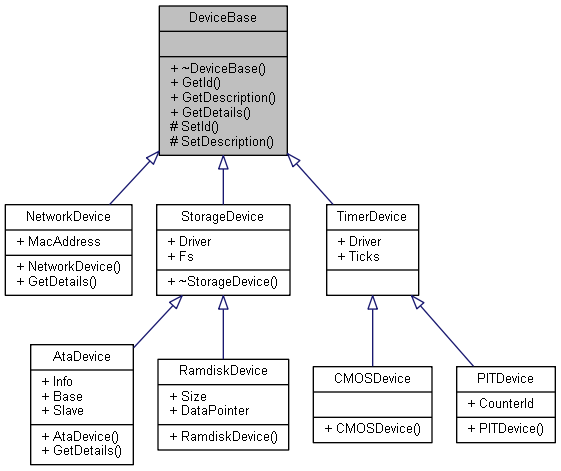 DeviceBase
+ ~DeviceBase()
+ GetId()
+ GetDescription()
+ GetDetails()
# SetId()
# SetDescription()
NetworkDevice
+ MacAddress
+ NetworkDevice()
+ GetDetails()
StorageDevice
+ Driver
+ Fs
+ ~StorageDevice()
TimerDevice
+ Driver
+ Ticks
AtaDevice
+ Info
+ Base
+ Slave
+ AtaDevice()
+ GetDetails()
RamdiskDevice
+ Size
+ DataPointer
+ RamdiskDevice()
CMOSDevice
+ CMOSDevice()
PITDevice
+ CounterId
+ PITDevice()